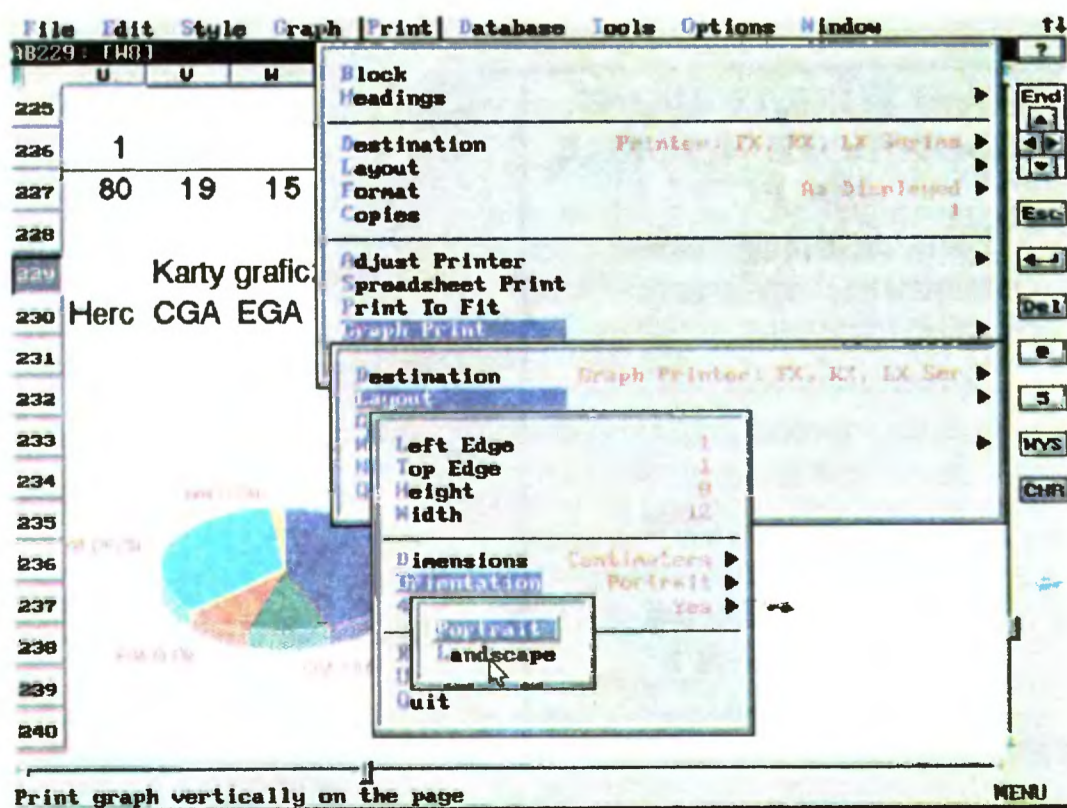 File Edit Style Graph Print Database Tools Options Window ↑↓
AB229: [W8] ?
U V W
Block
Headings
225 End
Destination Printer: FX, RX, LX Series
226 1
Layout
227 80 19 15 Format As Displayed
Copies 1
228 Esc
229 Karty grafic Adjust Printer
Spreadsheet Print
230 Herc CGA EGA Print To Fit Del
Graph Print
231 @
Destination Graph Printer: FX, RX, LX Ser
232 Layout 5
233 Left Edge 1 WYS
234 Top Edge 1
Height 8 CHR
235 Width 12
236 Dimensions Centimeters
Orientation Portrait
237 Yes
238 Portrait
Landscape
239
Quit
240
Print graph vertically on the page MENU